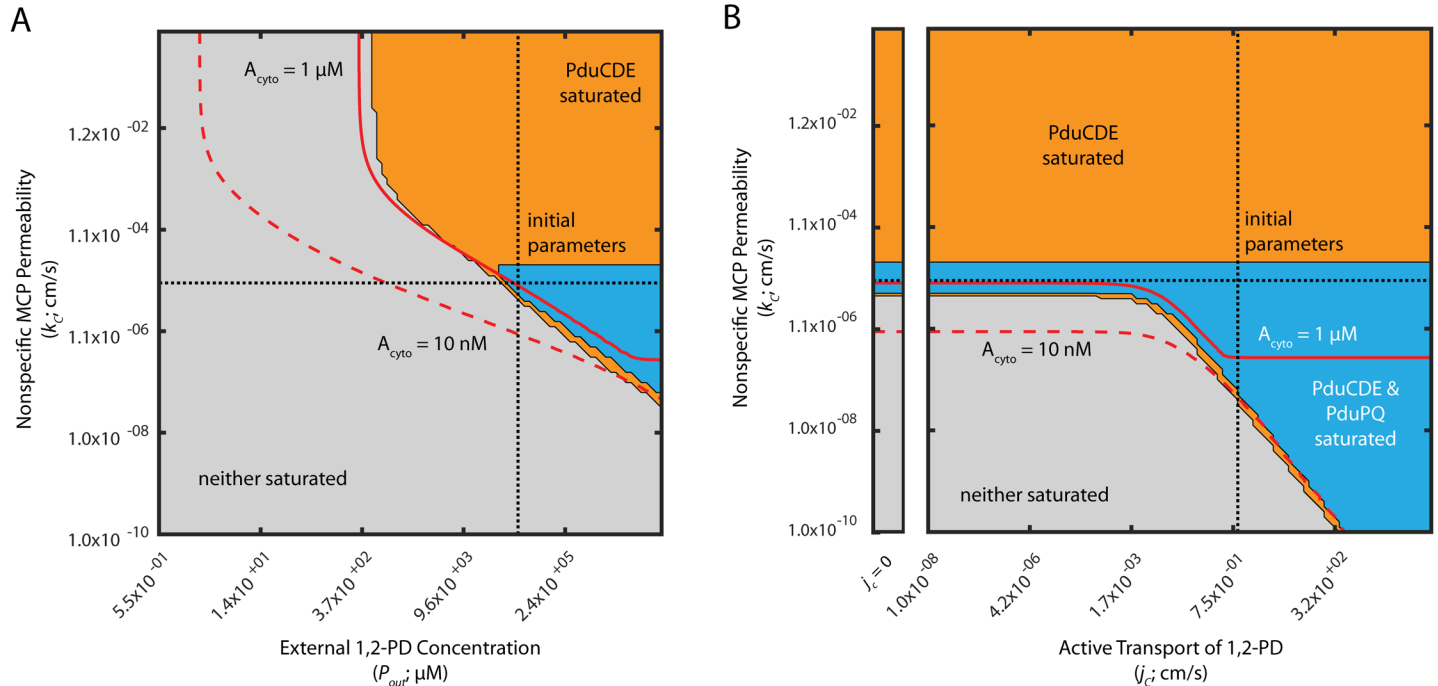 A
A_cyto = 1 μM
PduCDE
saturated
initial
parameters
A_cyto = 10 nM
neither saturated
1.2x10 -02
1.1x10 -04
1.1x10 -06
1.0x10 -08
1.0x10 -10
Nonspecific MCP Permeability
(k_C; cm/s)
5.5x10 -01
1.4x10 +01
3.7x10 +02
9.6x10 +03
2.4x10 +05
External 1,2-PD Concentration
(P_out; μM)
B
PduCDE
saturated
initial
parameters
A_cyto = 1 μM
A_cyto = 10 nM
PduCDE &
PduPQ
saturated
neither saturated
1.2x10 -02
1.1x10 -04
1.1x10 -06
1.0x10 -08
1.0x10 -10
Nonspecific MCP Permeability
(k_C; cm/s)
j_c = 0
1.0x10 -08
4.2x10 -06
1.7x10 -03
7.5x10 -01
3.2x10 +02
Active Transport of 1,2-PD
(j_C; cm/s)